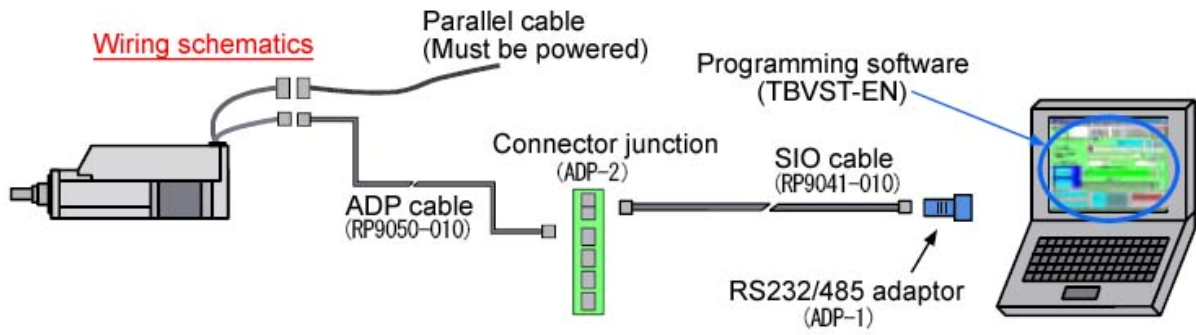 Wiring schematics
Parallel cable
(Must be powered)
Programming software
(TBVST-EN)
Connector junction
(ADP-2)
SIO cable
(RP9041-010)
ADP cable
(RP9050-010)
RS232/485 adaptor
(ADP-1)